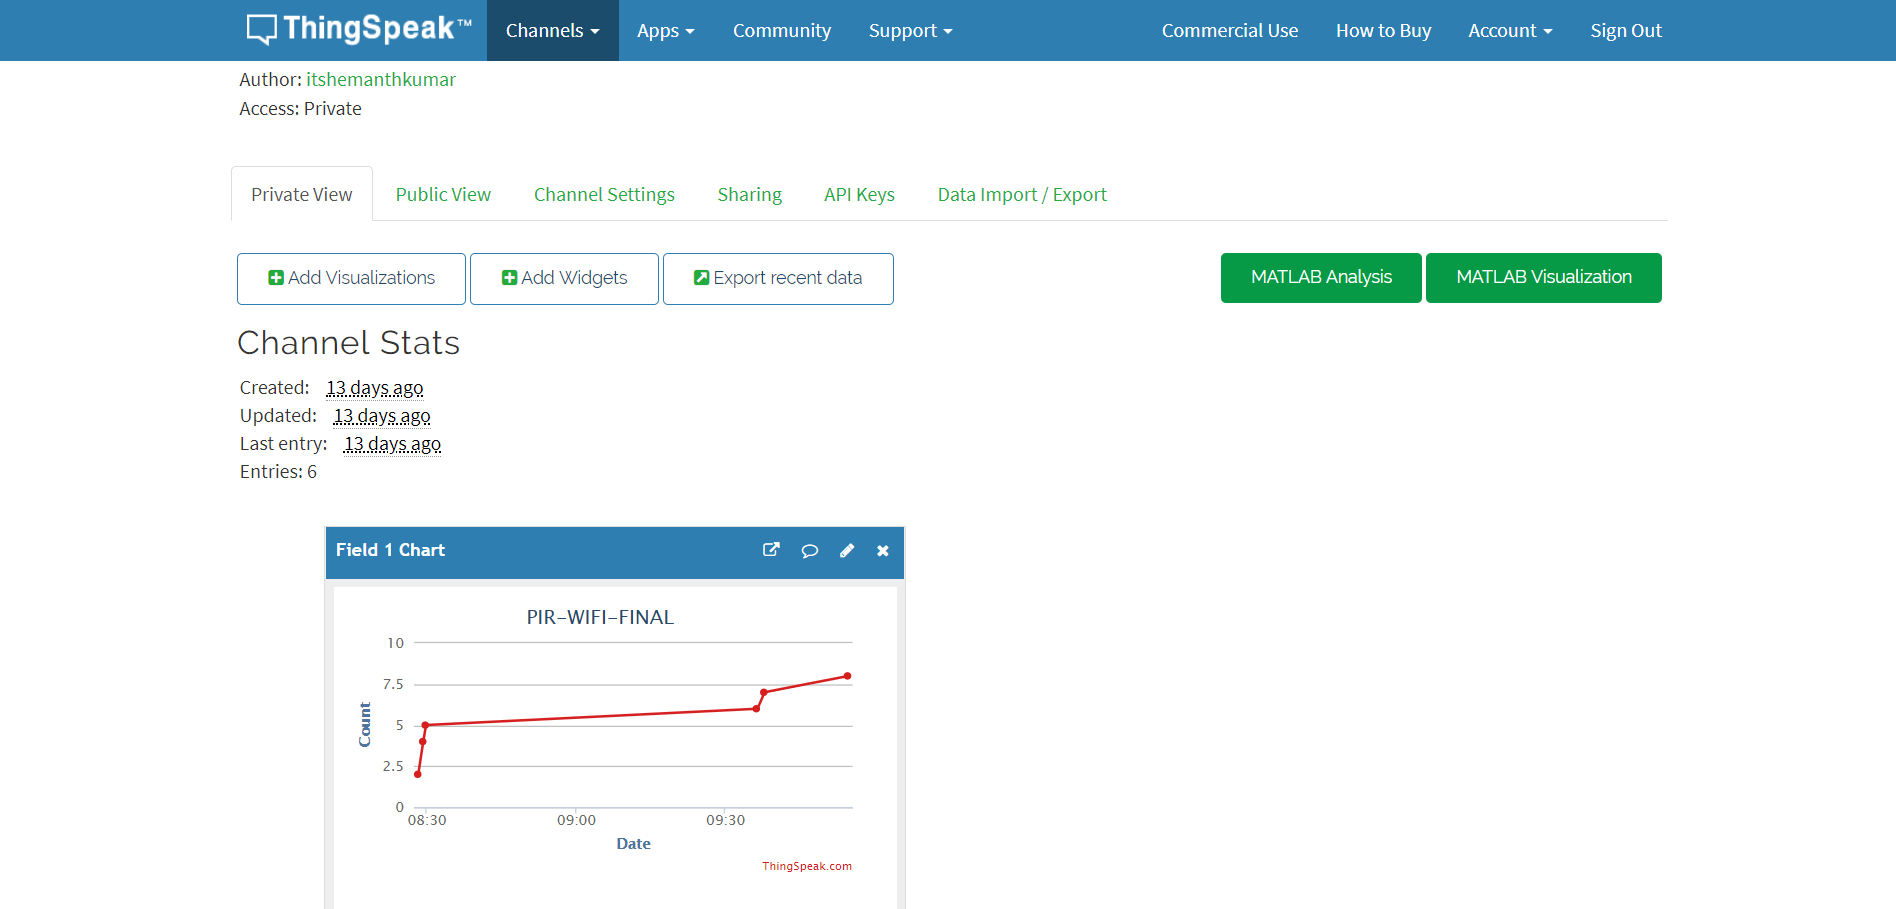 ThingSpeak™ Channels Apps Community Support Commercial Use How to Buy Account Sign Out
Author: itshemanthkumar
Access: Private
Private View Public View Channel Settings Sharing API Keys Data Import / Export
Add Visualizations Add Widgets Export recent data MATLAB Analysis MATLAB Visualization
Channel Stats
Created: 13 days ago
Updated: 13 days ago
Last entry: 13 days ago
Entries: 6
Field 1 Chart
PIR-WIFI-FINAL
10
7.5
5
2.5
0
Count
08:30 09:00 09:30
Date
ThingSpeak.com